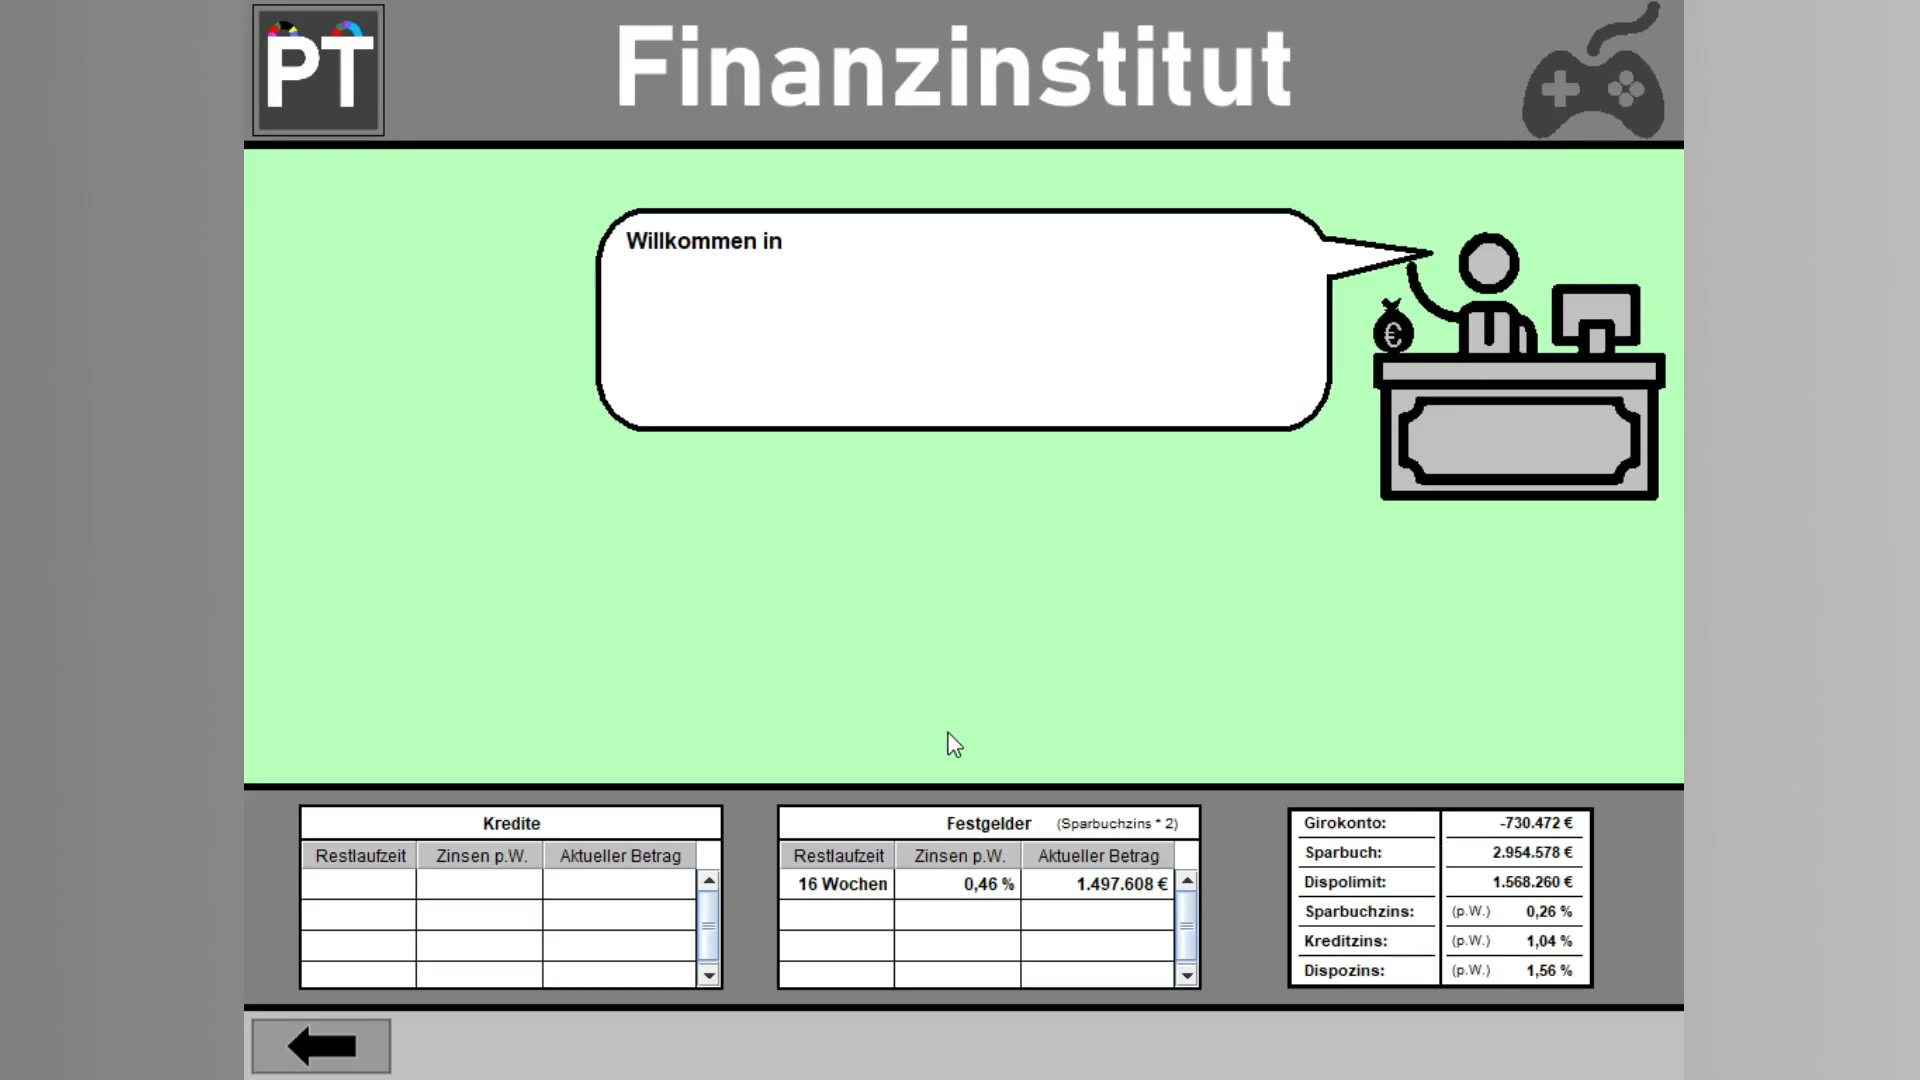 PT
Finanzinstitut
Willkommen in
€
Kredite
Restlaufzeit Zinsen p.W. Aktueller Betrag
Festgelder (Sparbuchzins * 2)
Restlaufzeit Zinsen p.W. Aktueller Betrag
16 Wochen 0,46 % 1.497.608 €
Girokonto: -730.472 €
Sparbuch: 2.954.578 €
Dispolimit: 1.568.260 €
Sparbuchzins: (p.W.) 0,26 %
Kreditzins: (p.W.) 1,04 %
Dispozins: (p.W.) 1,56 %